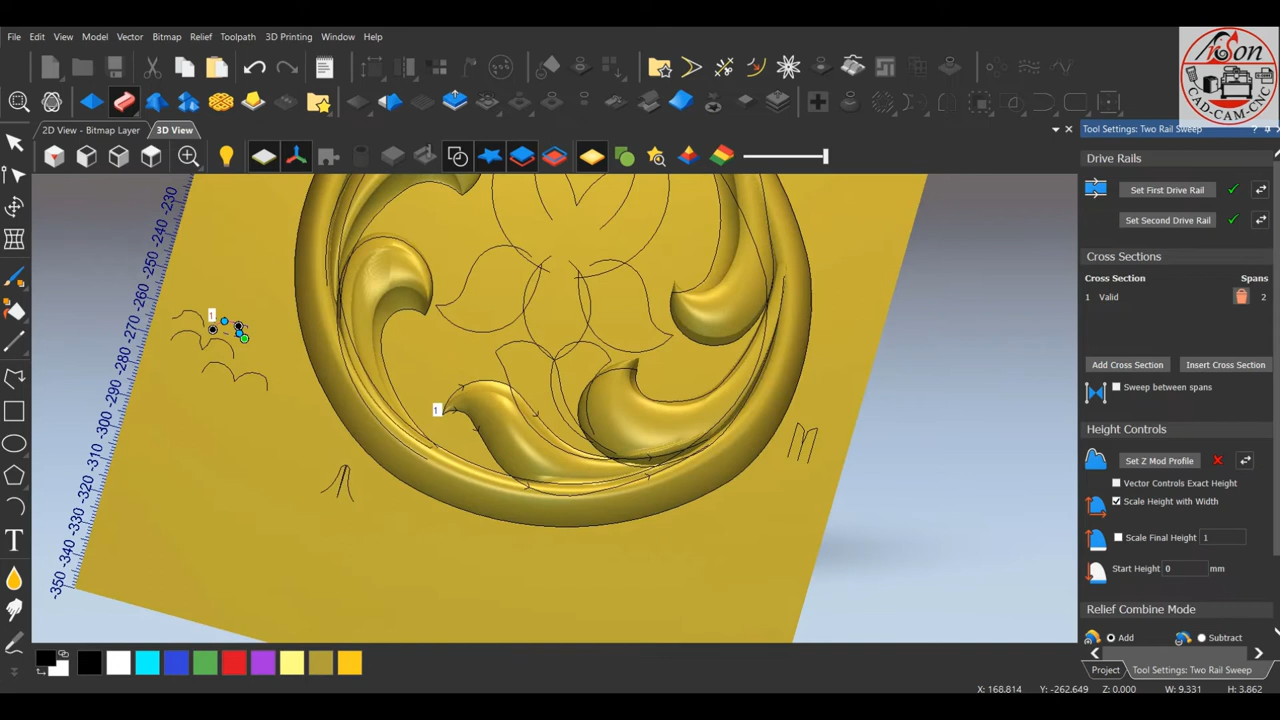 File Edit View Model Vector Bitmap Relief Toolpath 3D Printing Window Help
CAD-CAM-CNC
2D View - Bitmap Layer 3D View
Tool Settings: Two Rail Sweep ?
Drive Rails
Set First Drive Rail
Set Second Drive Rail
Cross Sections
Cross Section Spans
1 Valid 2
Add Cross Section Insert Cross Section
Sweep between spans
Height Controls
Set Z Mod Profile
Vector Controls Exact Height
Scale Height with Width
Scale Final Height 1
Start Height 0 mm
Relief Combine Mode
Add Subtract
Project Tool Settings: Two Rail Sweep
-230
-240
-250
-260
-270
-280
-290
-300
-310
-320
-330
-340
-350
1
1
X: 168.814 Y: -262.649 Z: 0.000 W: 9.331 H: 3.862